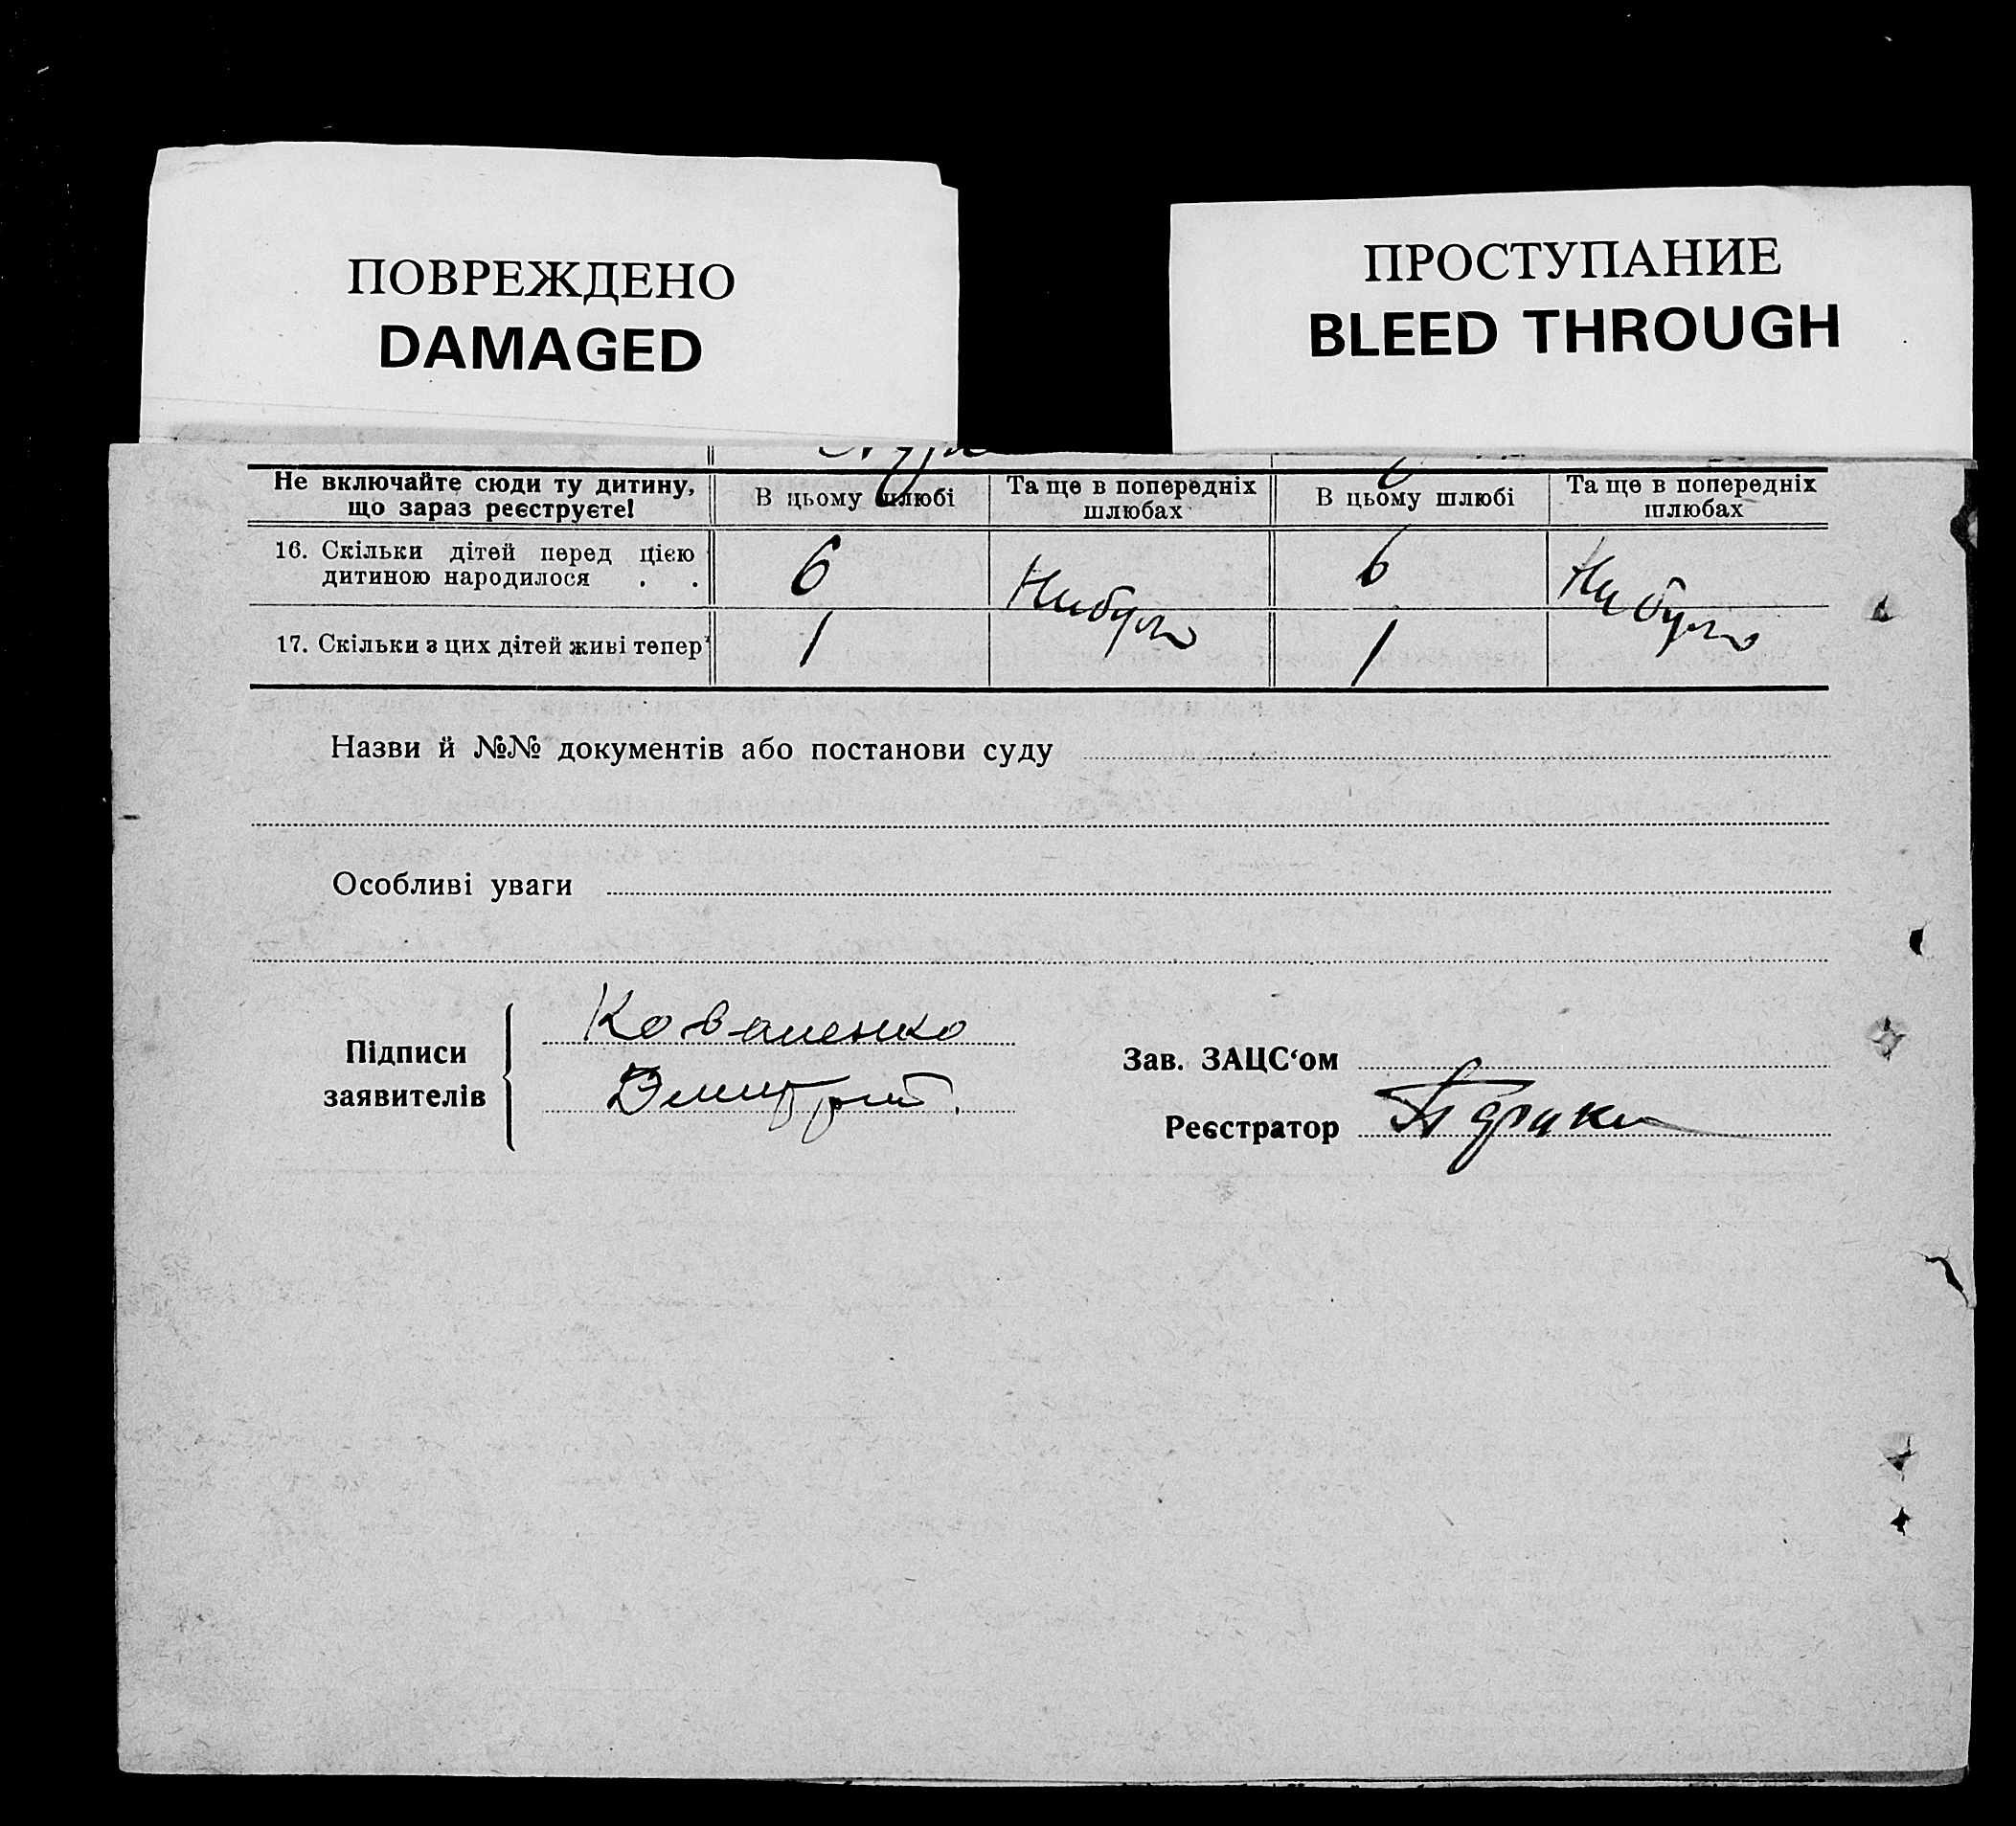 ПОВРЕЖДЕНО
DAMAGED
ПРОСТУПАНИЕ
BLEED THROUGH
Не включайте сюди ту дитину, що зараз реєструєте!
В цьому шлюбі
Та ще в попередніх шлюбах
В цьому шлюбі
Та ще в попередніх шлюбах
16. Скільки дітей перед цією
дитиною народилося . .
6
6
17. Скільки з цих дітей живі тепер
1
1
Назви й №№ документів або постанови суду
Особливі уваги
Підписи
заявителів
Коваленко
Зав. ЗАЦС‘ом
Реєстратор